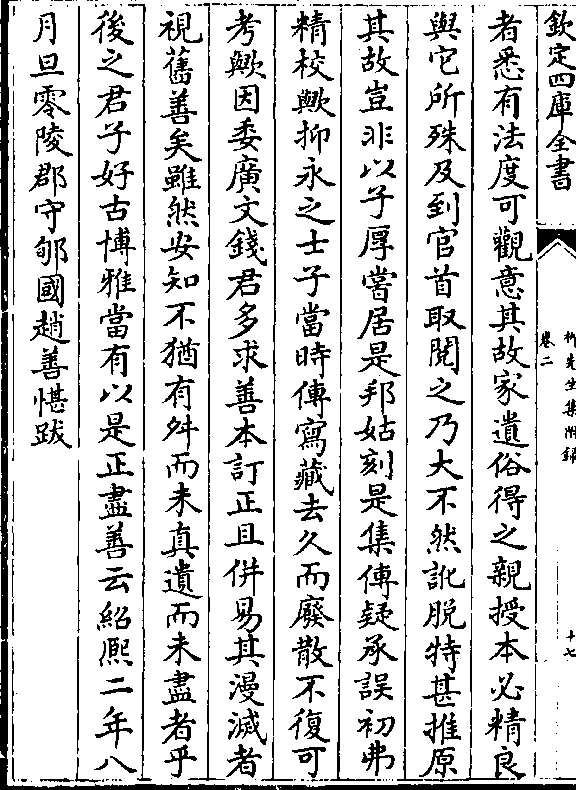 欽定四庫全書
柳先生集附錄
卷二
十七
者悉有法度可觀意其故家遺俗得之親授本必精良
與它所殊及到官首取閲之乃大不然訛脱特甚推原
其故豈非以子厚嘗居是邦姑刻是集傳疑承誤初弗
精校歟抑永之士子當時傳寫藏去久而廢散不復可
考歟因委廣文錢君多求善本訂正且併易其漫滅者
視舊善矣雖然安知不猶有舛而未真遺而未盡者乎
後之君子好古博雅當有以是正盡善云紹熙二年八
月旦零陵郡守郇國趙善愖跋